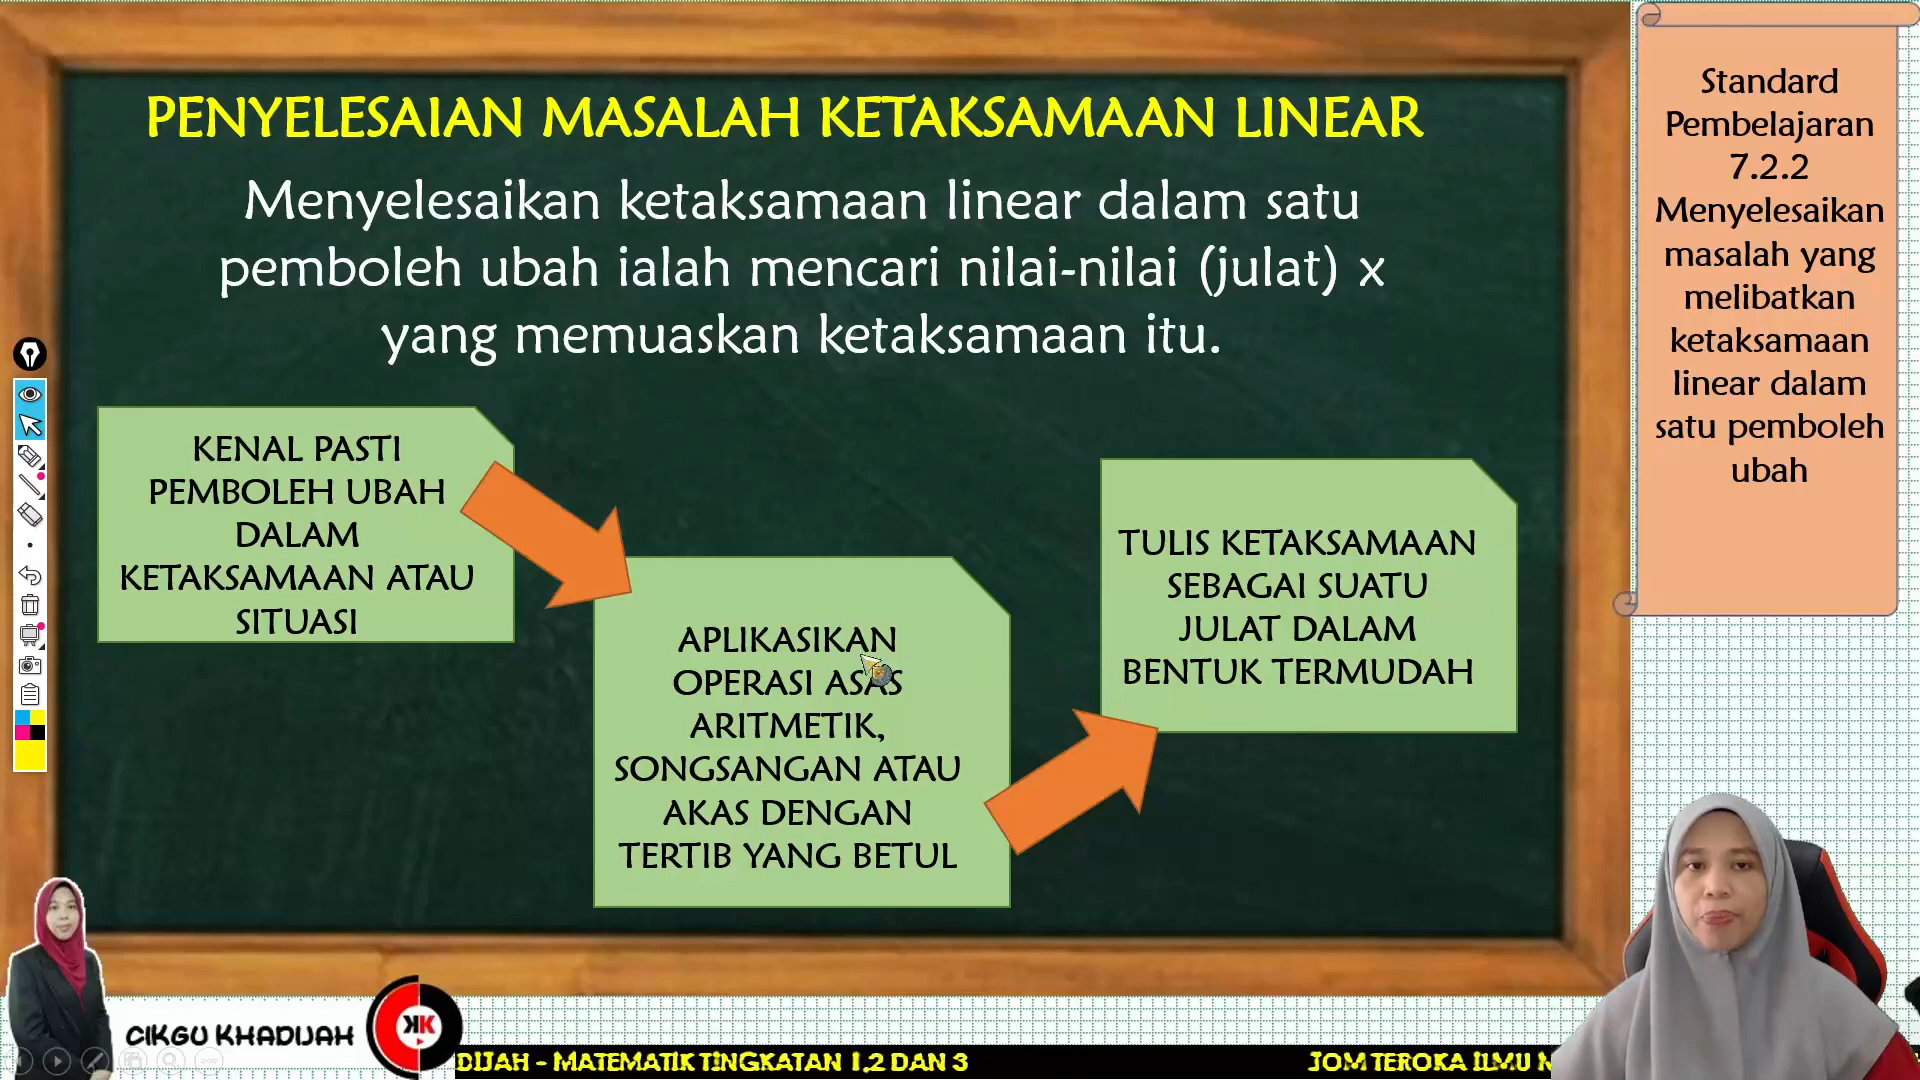 PENYELESAIAN MASALAH KETAKSAMAAN LINEAR
Menyelesaikan ketaksamaan linear dalam satu
pemboleh ubah ialah mencari nilai-nilai (julat) x
yang memuaskan ketaksamaan itu.
KENAL PASTI
PEMBOLEH UBAH
DALAM
KETAKSAMAAN ATAU
SITUASI
APLIKASIKAN
OPERASI ASAS
ARITMETIK,
SONGSANGAN ATAU
AKAS DENGAN
TERTIB YANG BETUL
TULIS KETAKSAMAAN
SEBAGAI SUATU
JULAT DALAM
BENTUK TERMUDAH
Standard
Pembelajaran
7.2.2
Menyelesaikan
masalah yang
melibatkan
ketaksamaan
linear dalam
satu pemboleh
ubah
CIKGU KHADIJAH
KK
DIJAH - MATEMATIK TINGKATAN 1,2 DAN 3
JOM TEROKA ILMU